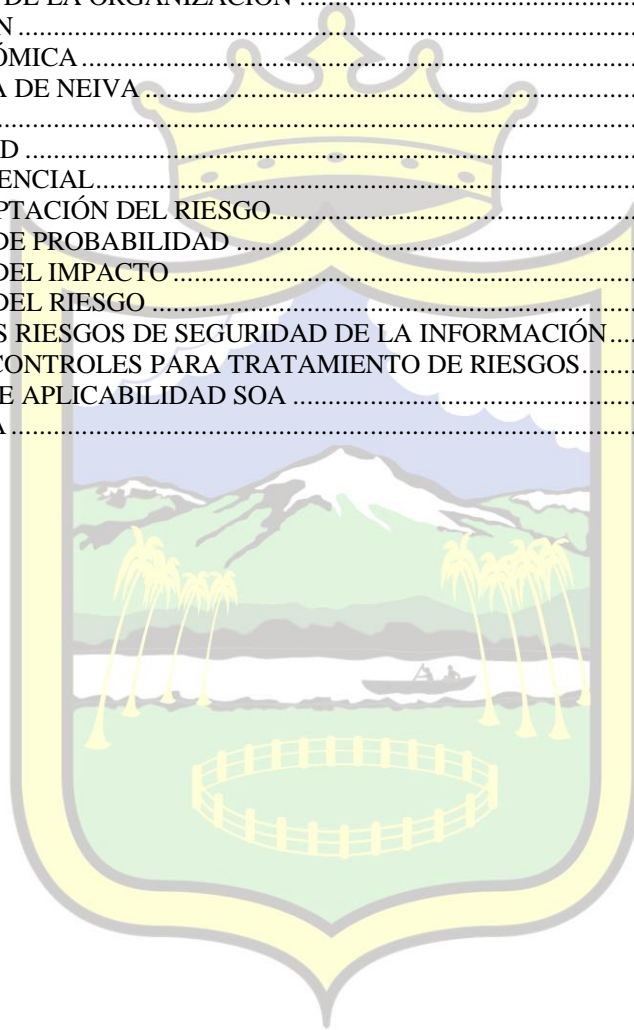 DE LA ORGANIZACIÓN ........................................
N ........................................
ÓMICA ........................................
A DE NEIVA ........................................
........................................
D ........................................
ENCIAL ........................................
PTACIÓN DEL RIESGO ........................................
DE PROBABILIDAD ........................................
DEL IMPACTO ........................................
DEL RIESGO ........................................
S RIESGOS DE SEGURIDAD DE LA INFORMACIÓN .....
CONTROLES PARA TRATAMIENTO DE RIESGOS .........
E APLICABILIDAD SOA ........................................
A ........................................